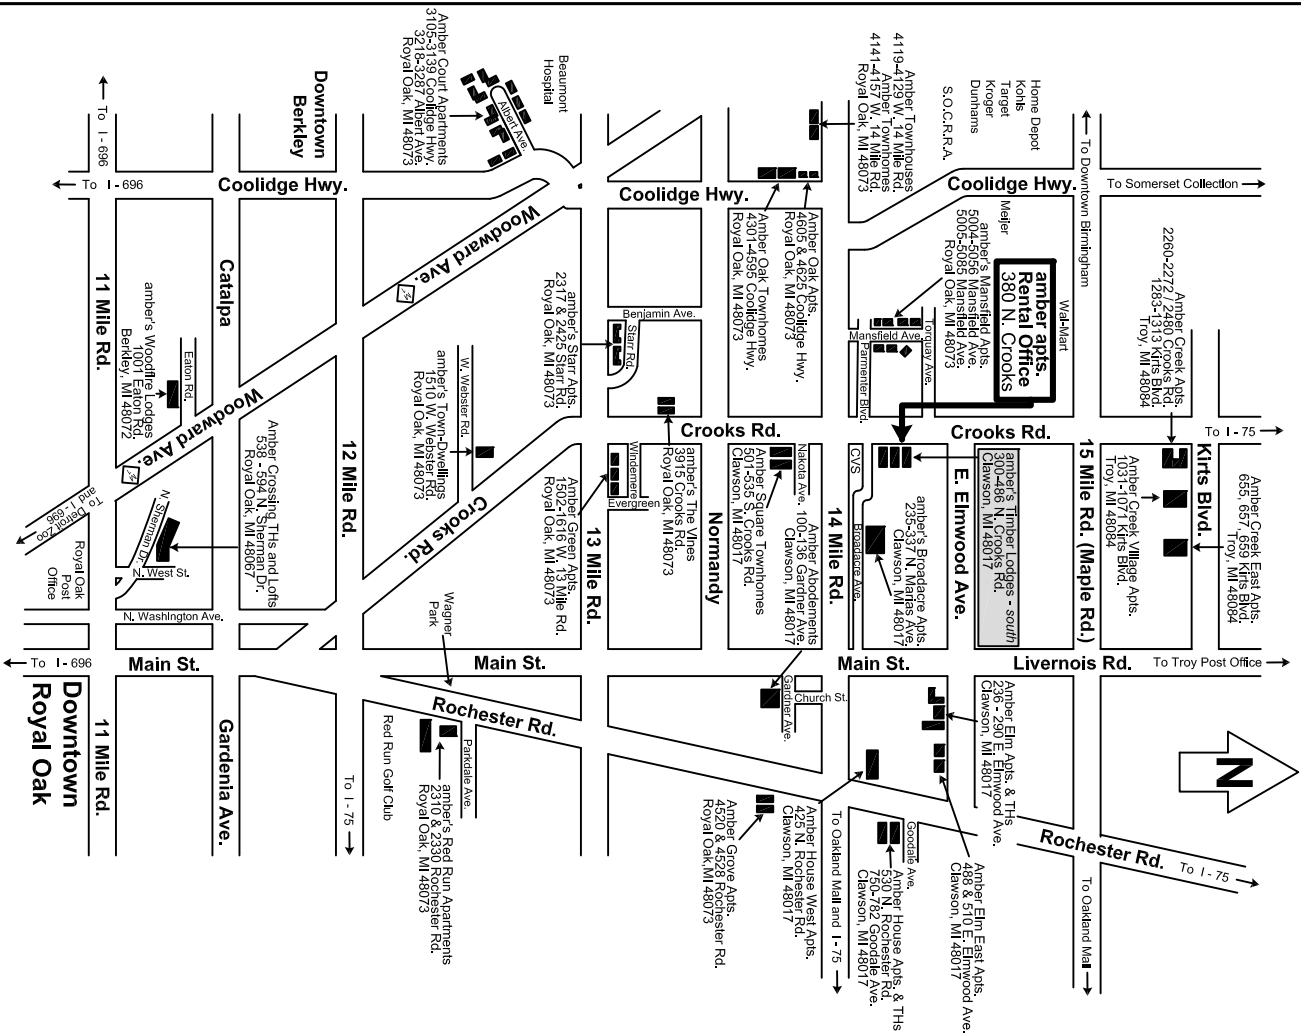 Home Depot
Kohls
Target
Kroger
Dunhams
S.O.C.R.R.A.
Beaumont
Hospital
Downtown
Berkley
← To I - 696
← To I - 696
To Downtown Birmingham
To Somerset Collection →
Coolidge Hwy.
Coolidge Hwy.
Coolidge Hwy.
Amber Townhouses
4119-4129 W. 14 Mile Rd.
Amber Townhomes
4141-4157 W. 14 Mile Rd.
Royal Oak, MI 48073
Amber Court Apartments
3105-3139 Coolidge Hwy.
3218-3287 Albert Ave.
Royal Oak, MI 48073
Albert Ave.
Meijer
Wal-Mart
amber apts.
Rental Office
380 N. Crooks
amber's Mansfield Apts.
5004-5056 Mansfield Ave.
5005-5085 Mansfield Ave.
Royal Oak, MI 48073
Amber Oak Apts.
4605 & 4625 Coolidge Hwy.
Royal Oak, MI 48073
Amber Oak Townhomes
4301-4595 Coolidge Hwy.
Royal Oak, MI 48073
Amber Creek Apts.
2260-2272 / 2480 Crooks Rd.
1283-1313 Kirts Blvd.
Troy, MI 48084
Mansfield Ave.
Torquay Ave.
Parmenter Blvd.
Benjamin Ave.
Starr Rd.
amber's Starr Apts.
2317 & 2425 Starr Rd.
Royal Oak, MI 48073
Woodward Ave.
Woodward Ave.
Catalpa
11 Mile Rd.
amber's Woodfire Lodges
1001 Eaton Rd.
Berkley, MI 48072
Eaton Rd.
W. Webster Rd.
amber's Town-Dwellings
1510 W. Webster Rd.
Royal Oak, MI 48073
12 Mile Rd.
Crooks Rd.
Crooks Rd.
Crooks Rd.
To I - 75 →
Kirts Blvd.
Amber Creek East Apts.
655, 657, 659 Kirts Blvd.
Troy, MI 48084
Amber Creek Village Apts.
1031-1071 Kirts Blvd.
Troy, MI 48084
15 Mile Rd. (Maple Rd.)
amber's Timber Lodges - south
300-486 N. Crooks Rd.
Clawson, MI 48017
E. Elmwood Ave.
amber's Broadacre Apts.
235-337 N. Marias Ave.
Clawson, MI 48017
CVS
Broadacre Ave.
14 Mile Rd.
Nakota Ave.
Amber Abodements
100-136 Gardner Ave.
Clawson, MI 48017
Amber Square Townhomes
501-535 S. Crooks Rd.
Clawson, MI 48017
Normandy
amber's The Vines
3915 Crooks Rd.
Royal Oak, MI 48073
Windemere
Evergreen
13 Mile Rd.
Amber Green Apts.
1502-1616 W. 13 Mile Rd.
Royal Oak, MI 48073
Amber Crossing THs and Lofts
538 - 594 N. Sherman Dr.
Royal Oak, MI 48067
N. Sherman Dr.
N. West St.
N. Washington Ave.
To Detroit Zoo
and I - 696
Royal Oak
Post
Office
Wagner
Park
← To I - 696
Main St.
Main St.
Main St.
Livernois Rd.
To Troy Post Office →
Downtown
Royal Oak
11 Mile Rd.
Gardenia Ave.
To I - 75
Red Run Golf Club
Rochester Rd.
Parkdale Ave.
amber's Red Run Apartments
2310 & 2330 Rochester Rd.
Royal Oak, MI 48073
Gardner Ave.
Church St.
Amber Grove Apts.
4520 & 4528 Rochester Rd.
Royal Oak,MI 48073
Amber House West Apts.
425 N. Rochester Rd.
Clawson, MI 48017
To Oakland Mall and I - 75
Amber House Apts. & THs
530 N. Rochester Rd.
750-782 Goodale Ave.
Clawson, MI 48017
Goodale Ave.
Amber Elm Apts. & THs
236 - 290 E. Elmwood Ave.
Clawson, MI 48017
Amber Elm East Apts.
488 & 510 E. Elmwood Ave.
Clawson, MI 48017
Rochester Rd.
To I - 75 →
To Oakland Mall
N